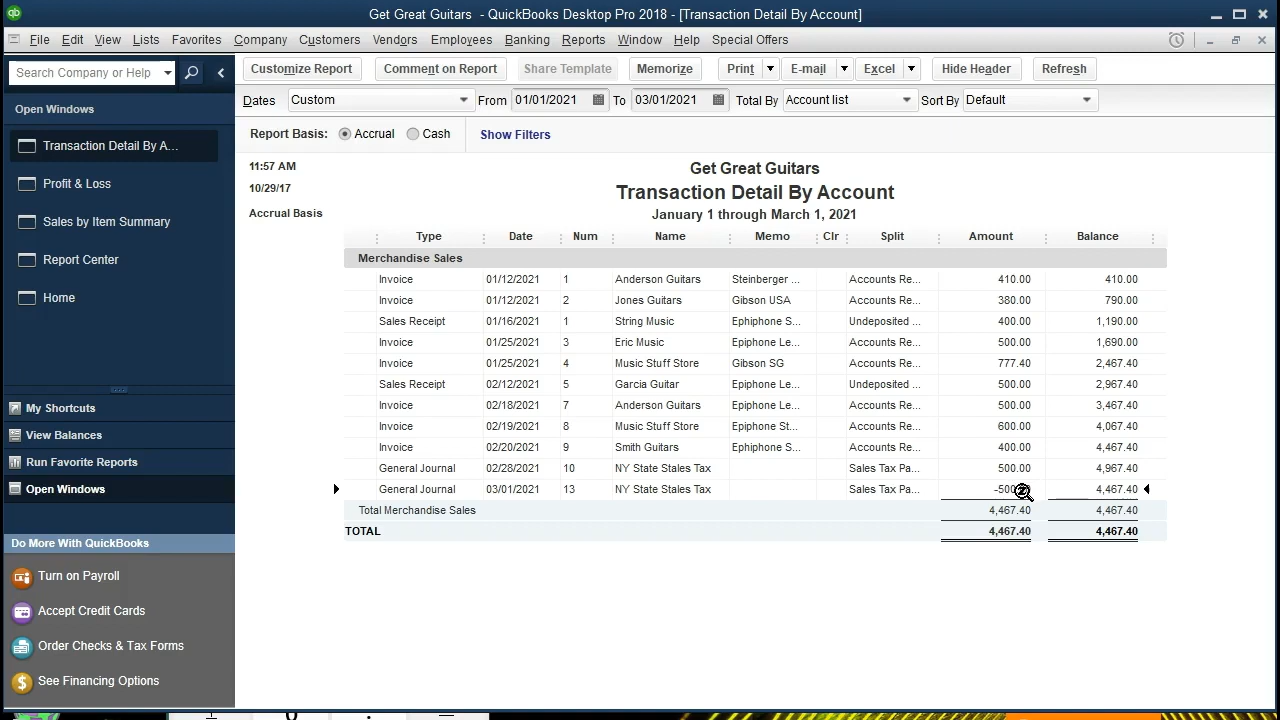 Get Great Guitars - QuickBooks Desktop Pro 2018 - [Transaction Detail By Account]
File Edit View Lists Favorites Company Customers Vendors Employees Banking Reports Window Help Special Offers
Search Company or Help
Customize Report Comment on Report Share Template Memorize Print E-mail Excel Hide Header Refresh
Dates Custom From 01/01/2021 To 03/01/2021 Total By Account list Sort By Default
Open Windows
Transaction Detail By A...
Profit & Loss
Sales by Item Summary
Report Center
Home
My Shortcuts
View Balances
Run Favorite Reports
Open Windows
Do More With QuickBooks
Turn on Payroll
Accept Credit Cards
Order Checks & Tax Forms
See Financing Options
Report Basis: Accrual Cash Show Filters
11:57 AM
10/29/17
Accrual Basis
Get Great Guitars
Transaction Detail By Account
January 1 through March 1, 2021
Type Date Num Name Memo Clr Split Amount Balance
Merchandise Sales
Invoice 01/12/2021 1 Anderson Guitars Steinberger ... Accounts Re... 410.00 410.00
Invoice 01/12/2021 2 Jones Guitars Gibson USA Accounts Re... 380.00 790.00
Sales Receipt 01/16/2021 1 String Music Ephiphone S... Undeposited ... 400.00 1,190.00
Invoice 01/25/2021 3 Eric Music Epiphone Le... Accounts Re... 500.00 1,690.00
Invoice 01/25/2021 4 Music Stuff Store Gibson SG Accounts Re... 777.40 2,467.40
Sales Receipt 02/12/2021 5 Garcia Guitar Epiphone Le... Undeposited ... 500.00 2,967.40
Invoice 02/18/2021 7 Anderson Guitars Epiphone Le... Accounts Re... 500.00 3,467.40
Invoice 02/19/2021 8 Music Stuff Store Epiphone St... Accounts Re... 600.00 4,067.40
Invoice 02/20/2021 9 Smith Guitars Ephiphone S... Accounts Re... 400.00 4,467.40
General Journal 02/28/2021 10 NY State Stales Tax Sales Tax Pa... 500.00 4,967.40
General Journal 03/01/2021 13 NY State Stales Tax Sales Tax Pa... 4,467.40
Total Merchandise Sales 4,467.40 4,467.40
TOTAL 4,467.40 4,467.40